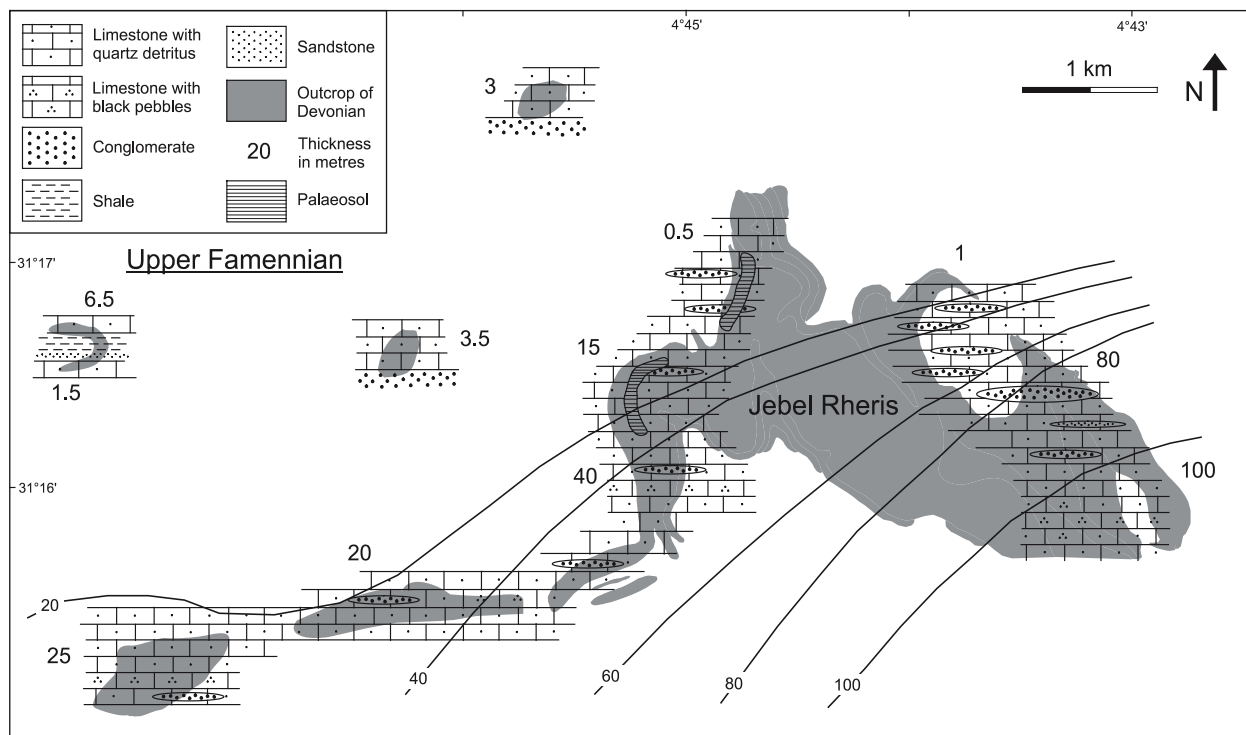 4°45'
4°43'
Limestone with
quartz detritus
Limestone with
black pebbles
Conglomerate
Shale
Sandstone
Outcrop of
Devonian
20
Thickness
in metres
Palaeosol
3
1 km
N
31°17'
Upper Famennian
0.5
1
6.5
3.5
15
80
1.5
Jebel Rheris
31°16'
40
100
20
20
25
40
60
80
100